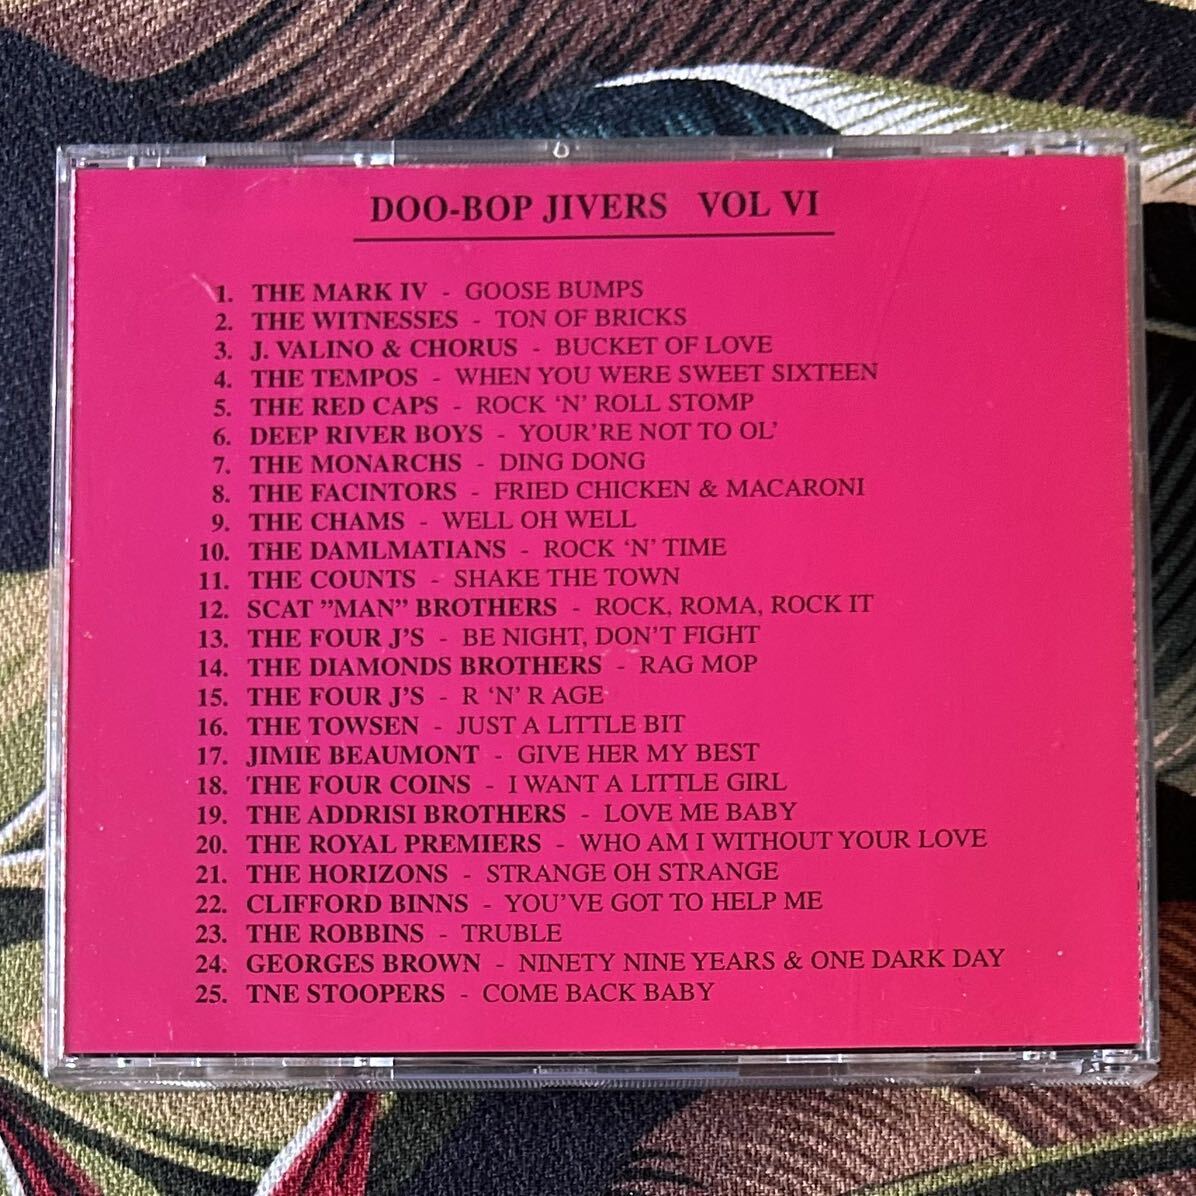 DOO-BOP JIVERS VOL VI
1. THE MARK IV - GOOSE BUMPS
2. THE WITNESSES - TON OF BRICKS
3. J. VALINO & CHORUS - BUCKET OF LOVE
4. THE TEMPOS - WHEN YOU WERE SWEET SIXTEEN
5. THE RED CAPS - ROCK ‘N’ ROLL STOMP
6. DEEP RIVER BOYS - YOUR'RE NOT TO OL’
7. THE MONARCHS - DING DONG
8. THE FACINTORS - FRIED CHICKEN & MACARONI
9. THE CHAMS - WELL OH WELL
10. THE DAMLMATIANS - ROCK ‘N’ TIME
11. THE COUNTS - SHAKE THE TOWN
12. SCAT ”MAN” BROTHERS - ROCK, ROMA, ROCK IT
13. THE FOUR J'S - BE NIGHT, DON'T FIGHT
14. THE DIAMONDS BROTHERS - RAG MOP
15. THE FOUR J'S - R ‘N’ R AGE
16. THE TOWSEN - JUST A LITTLE BIT
17. JIMIE BEAUMONT - GIVE HER MY BEST
18. THE FOUR COINS - I WANT A LITTLE GIRL
19. THE ADDRISI BROTHERS - LOVE ME BABY
20. THE ROYAL PREMIERS - WHO AM I WITHOUT YOUR LOVE
21. THE HORIZONS - STRANGE OH STRANGE
22. CLIFFORD BINNS - YOU'VE GOT TO HELP ME
23. THE ROBBINS - TRUBLE
24. GEORGES BROWN - NINETY NINE YEARS & ONE DARK DAY
25. TNE STOOPERS - COME BACK BABY